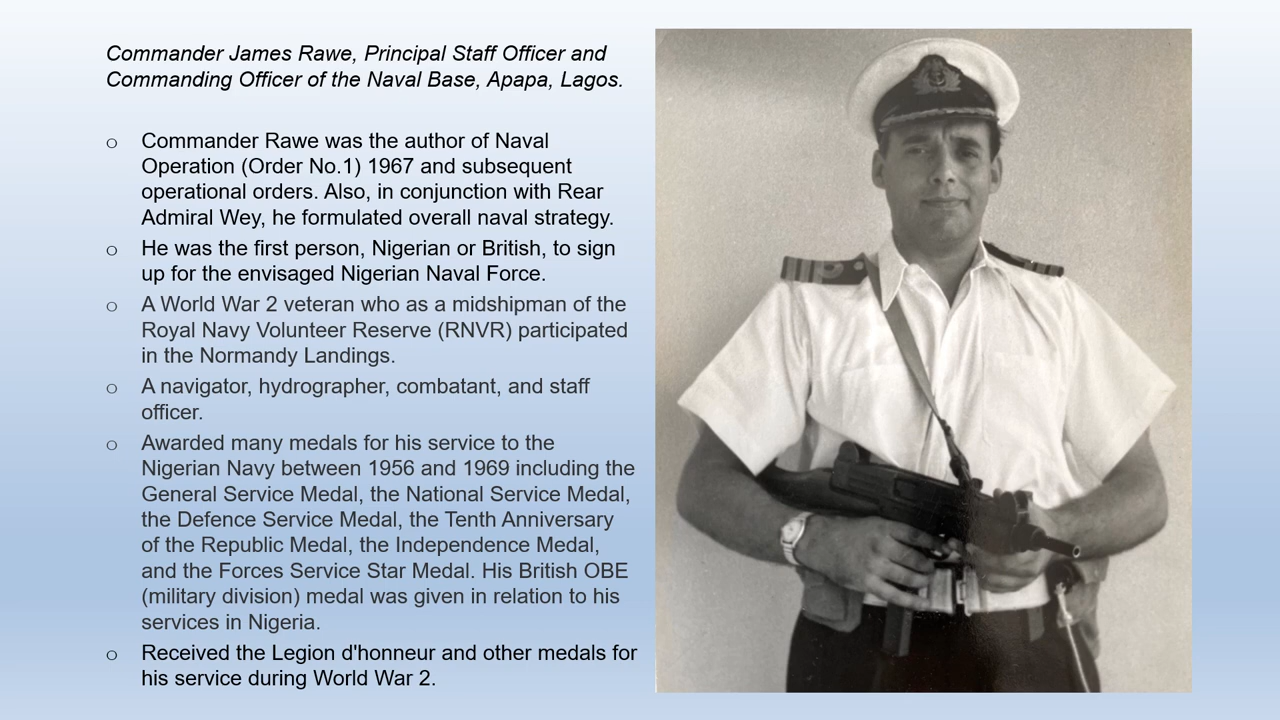 Commander James Rawe, Principal Staff Officer and
Commanding Officer of the Naval Base, Apapa, Lagos.
o Commander Rawe was the author of Naval
Operation (Order No.1) 1967 and subsequent
operational orders. Also, in conjunction with Rear
Admiral Wey, he formulated overall naval strategy.
o He was the first person, Nigerian or British, to sign
up for the envisaged Nigerian Naval Force.
o A World War 2 veteran who as a midshipman of the
Royal Navy Volunteer Reserve (RNVR) participated
in the Normandy Landings.
o A navigator, hydrographer, combatant, and staff
officer.
o Awarded many medals for his service to the
Nigerian Navy between 1956 and 1969 including the
General Service Medal, the National Service Medal,
the Defence Service Medal, the Tenth Anniversary
of the Republic Medal, the Independence Medal,
and the Forces Service Star Medal. His British OBE
(military division) medal was given in relation to his
services in Nigeria.
o Received the Legion d'honneur and other medals for
his service during World War 2.